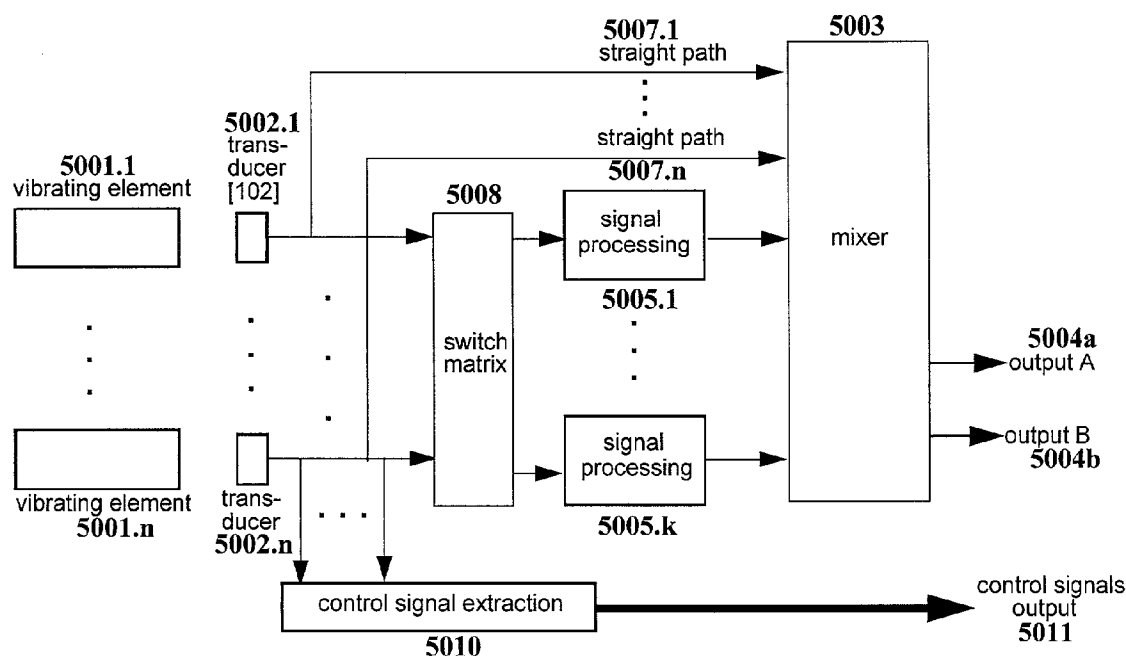 5007.1
straight path
5003
5002.1
trans-
ducer
[102]
straight path
5007.n
5001.1
vibrating element
5008
signal
processing
5005.1
mixer
switch
matrix
5004a
output A
output B
5004b
signal
processing
5005.k
vibrating element
5001.n
trans-
ducer
5002.n
control signal extraction
5010
control signals
output
5011